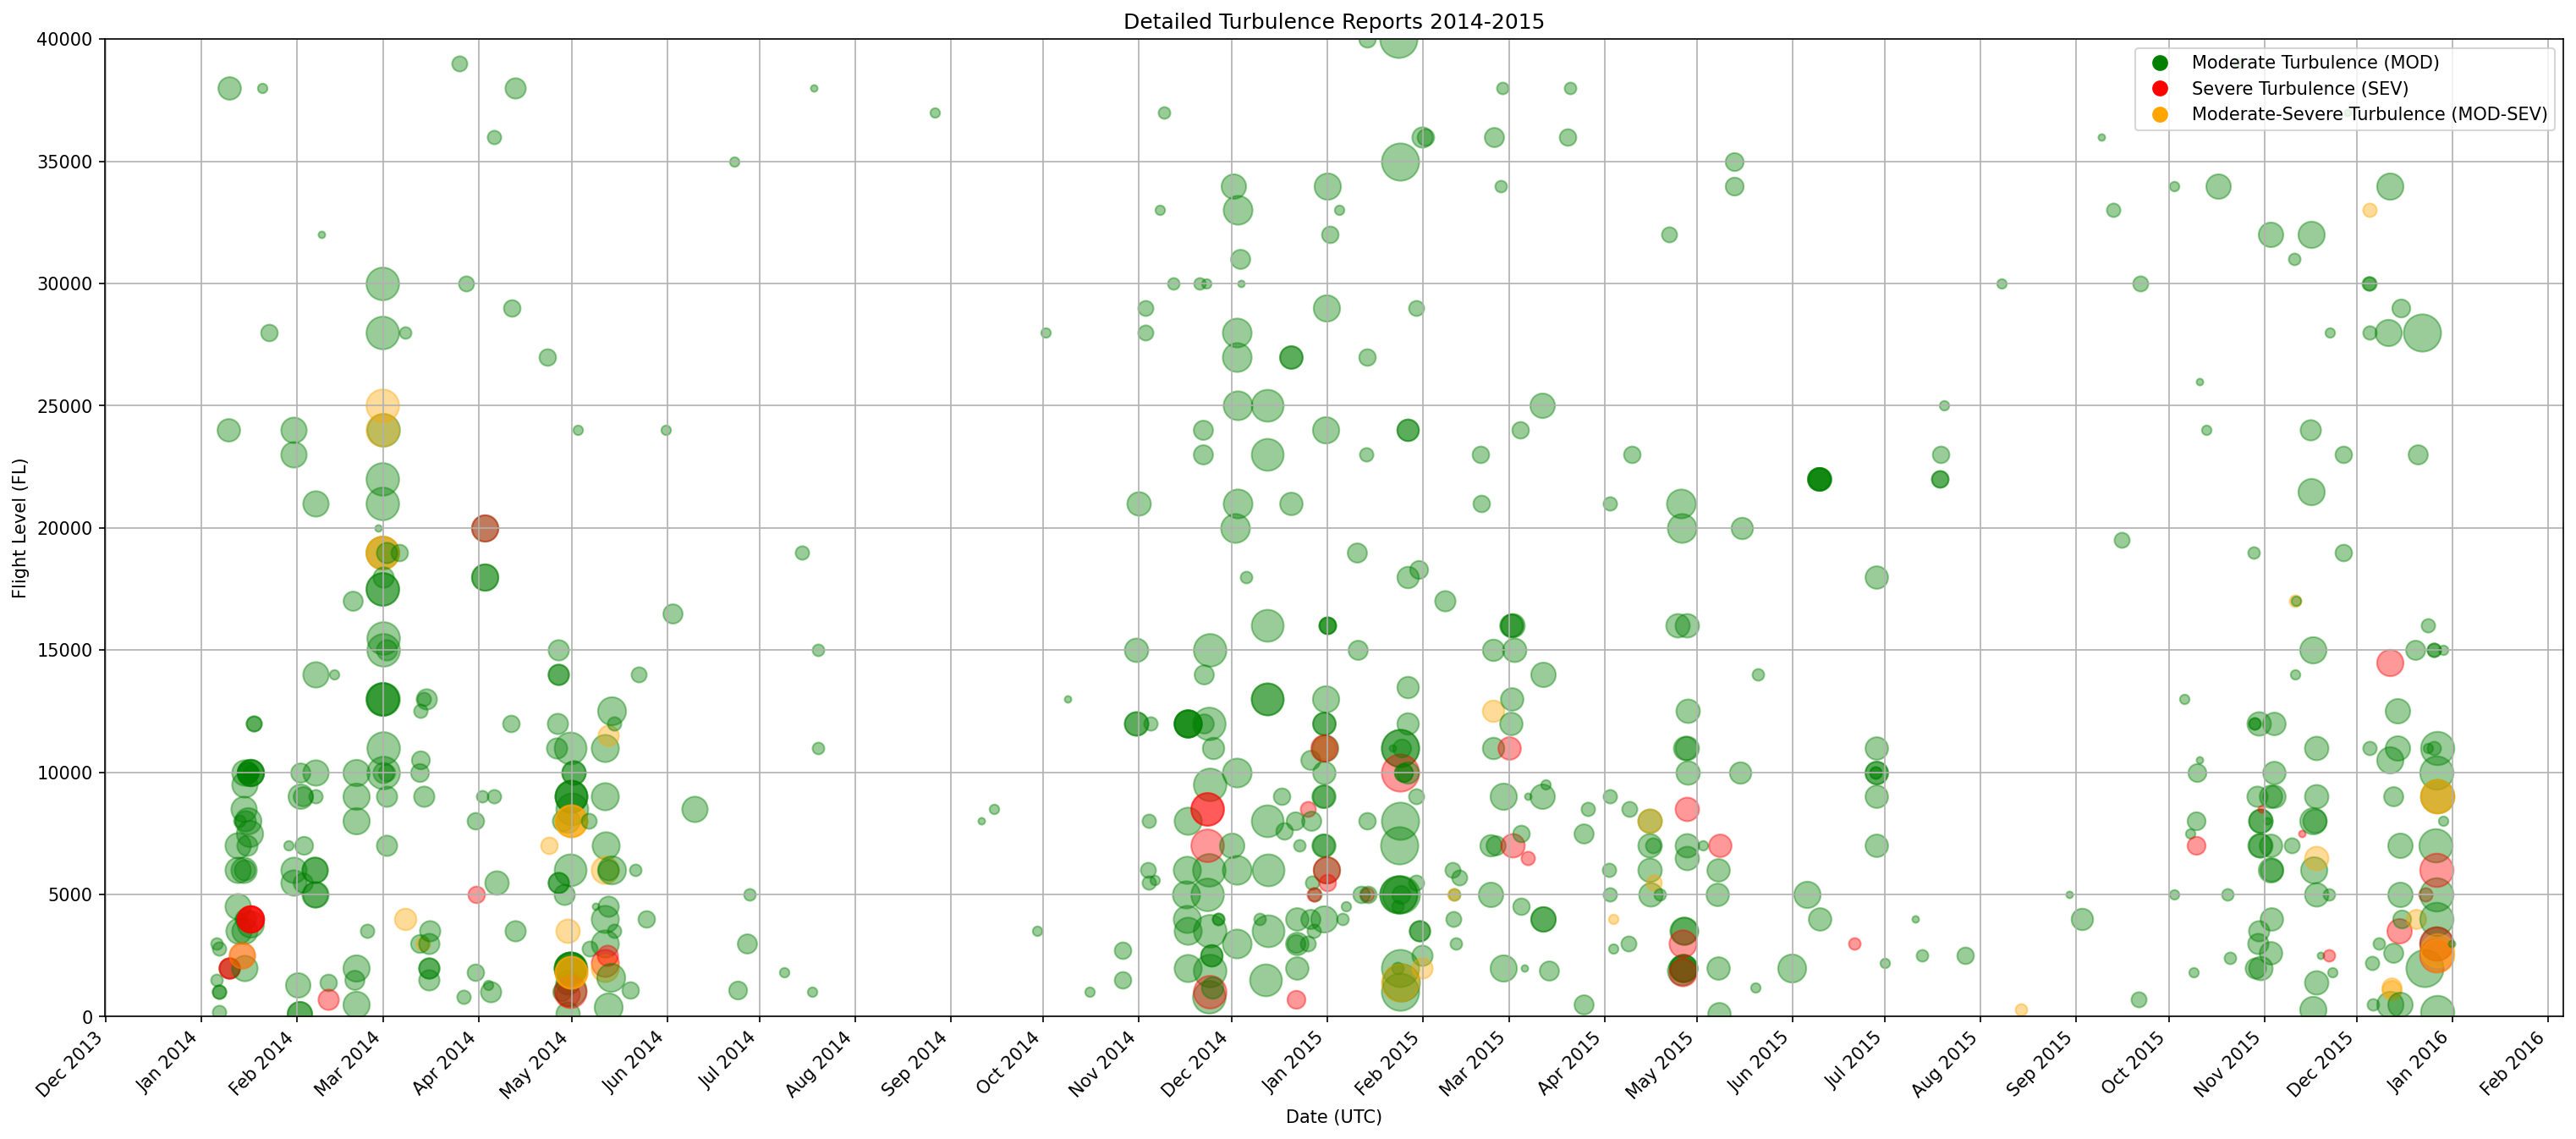 Detailed Turbulence Reports 2014-2015
Moderate Turbulence (MOD)
Severe Turbulence (SEV)
Moderate-Severe Turbulence (MOD-SEV)
Flight Level (FL)
40000
35000
30000
25000
20000
15000
10000
5000
0
Dec 2013
Jan 2014
Feb 2014
Mar 2014
Apr 2014
May 2014
Jun 2014
Jul 2014
Aug 2014
Sep 2014
Oct 2014
Nov 2014
Dec 2014
Jan 2015
Feb 2015
Mar 2015
Apr 2015
May 2015
Jun 2015
Jul 2015
Aug 2015
Sep 2015
Oct 2015
Nov 2015
Dec 2015
Jan 2016
Feb 2016
Date (UTC)